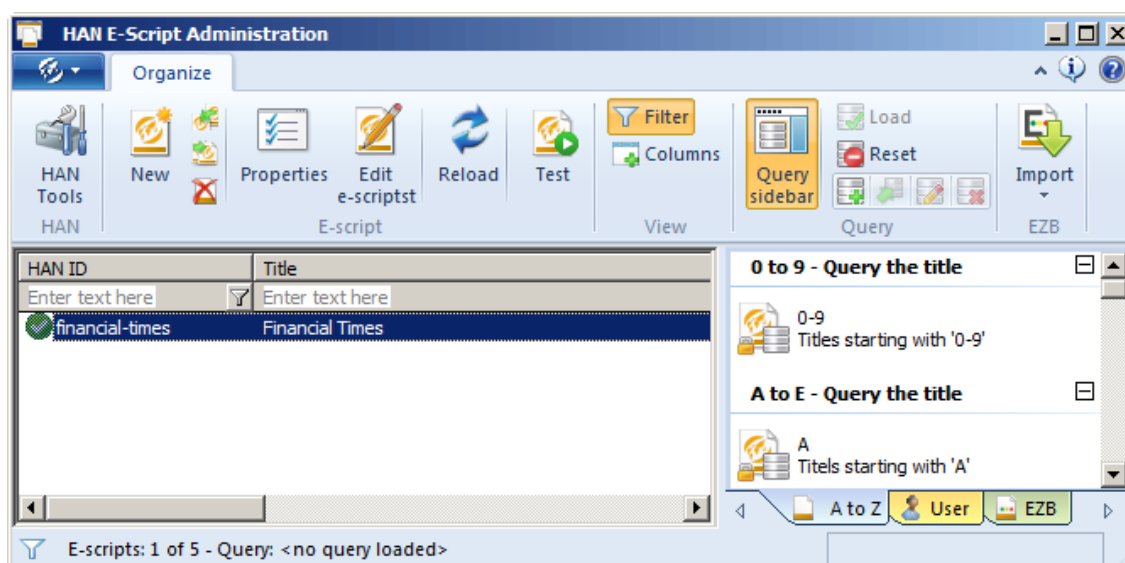 HAN E-Script Administration
Organize
HAN Tools
New
Properties
Edit e-scriptst
Reload
Test
Filter
Columns
Query sidebar
Load
Reset
Import
HAN
E-script
View
Query
EZB
HAN ID
Title
Enter text here
Enter text here
financial-times
Financial Times
0 to 9 - Query the title
0-9
Titles starting with '0-9'
A to E - Query the title
A
Titels starting with 'A'
A to Z
User
EZB
E-scripts: 1 of 5 - Query: <no query loaded>